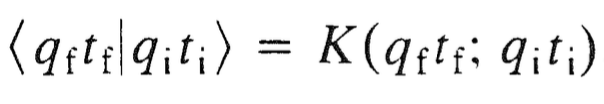 ⟨q_f t_f|q_i t_i⟩ = K(q_f t_f; q_i t_i)